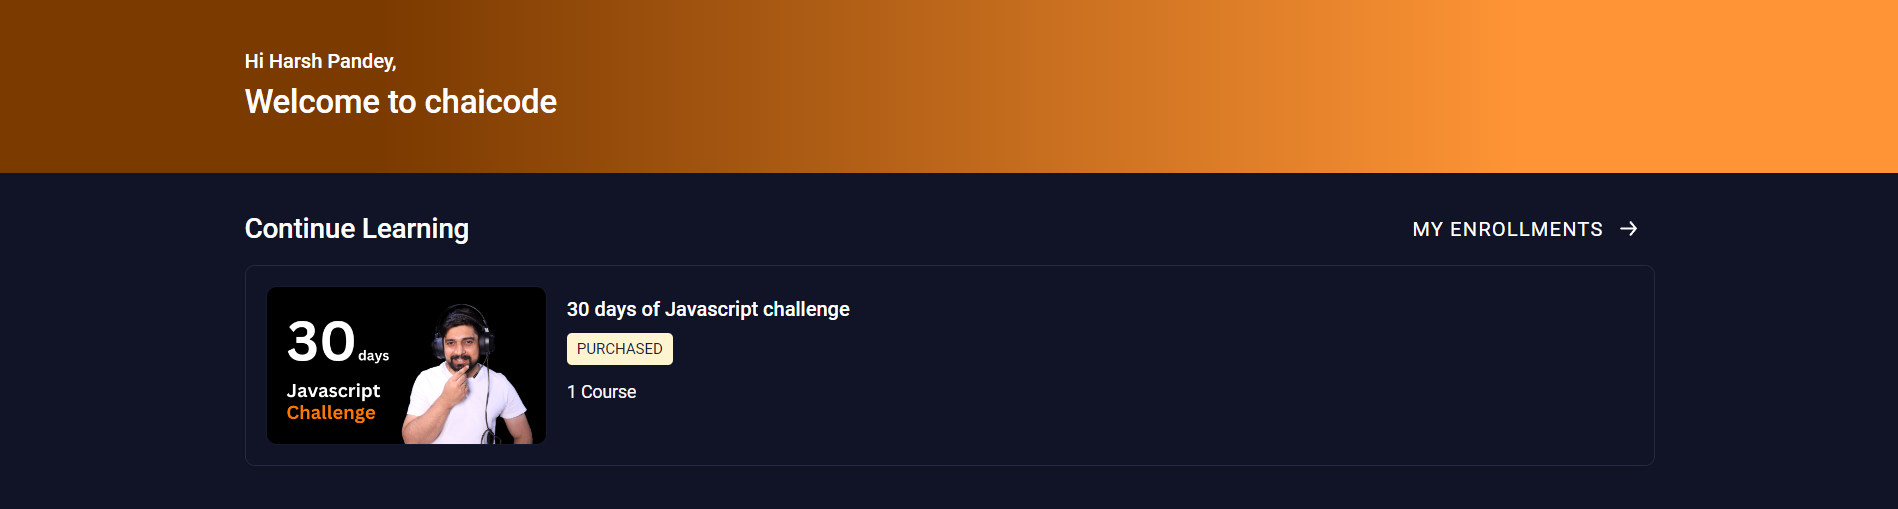 Hi Harsh Pandey,
Welcome to chaicode
Continue Learning
MY ENROLLMENTS
30 days
Javascript
Challenge
30 days of Javascript challenge
PURCHASED
1 Course